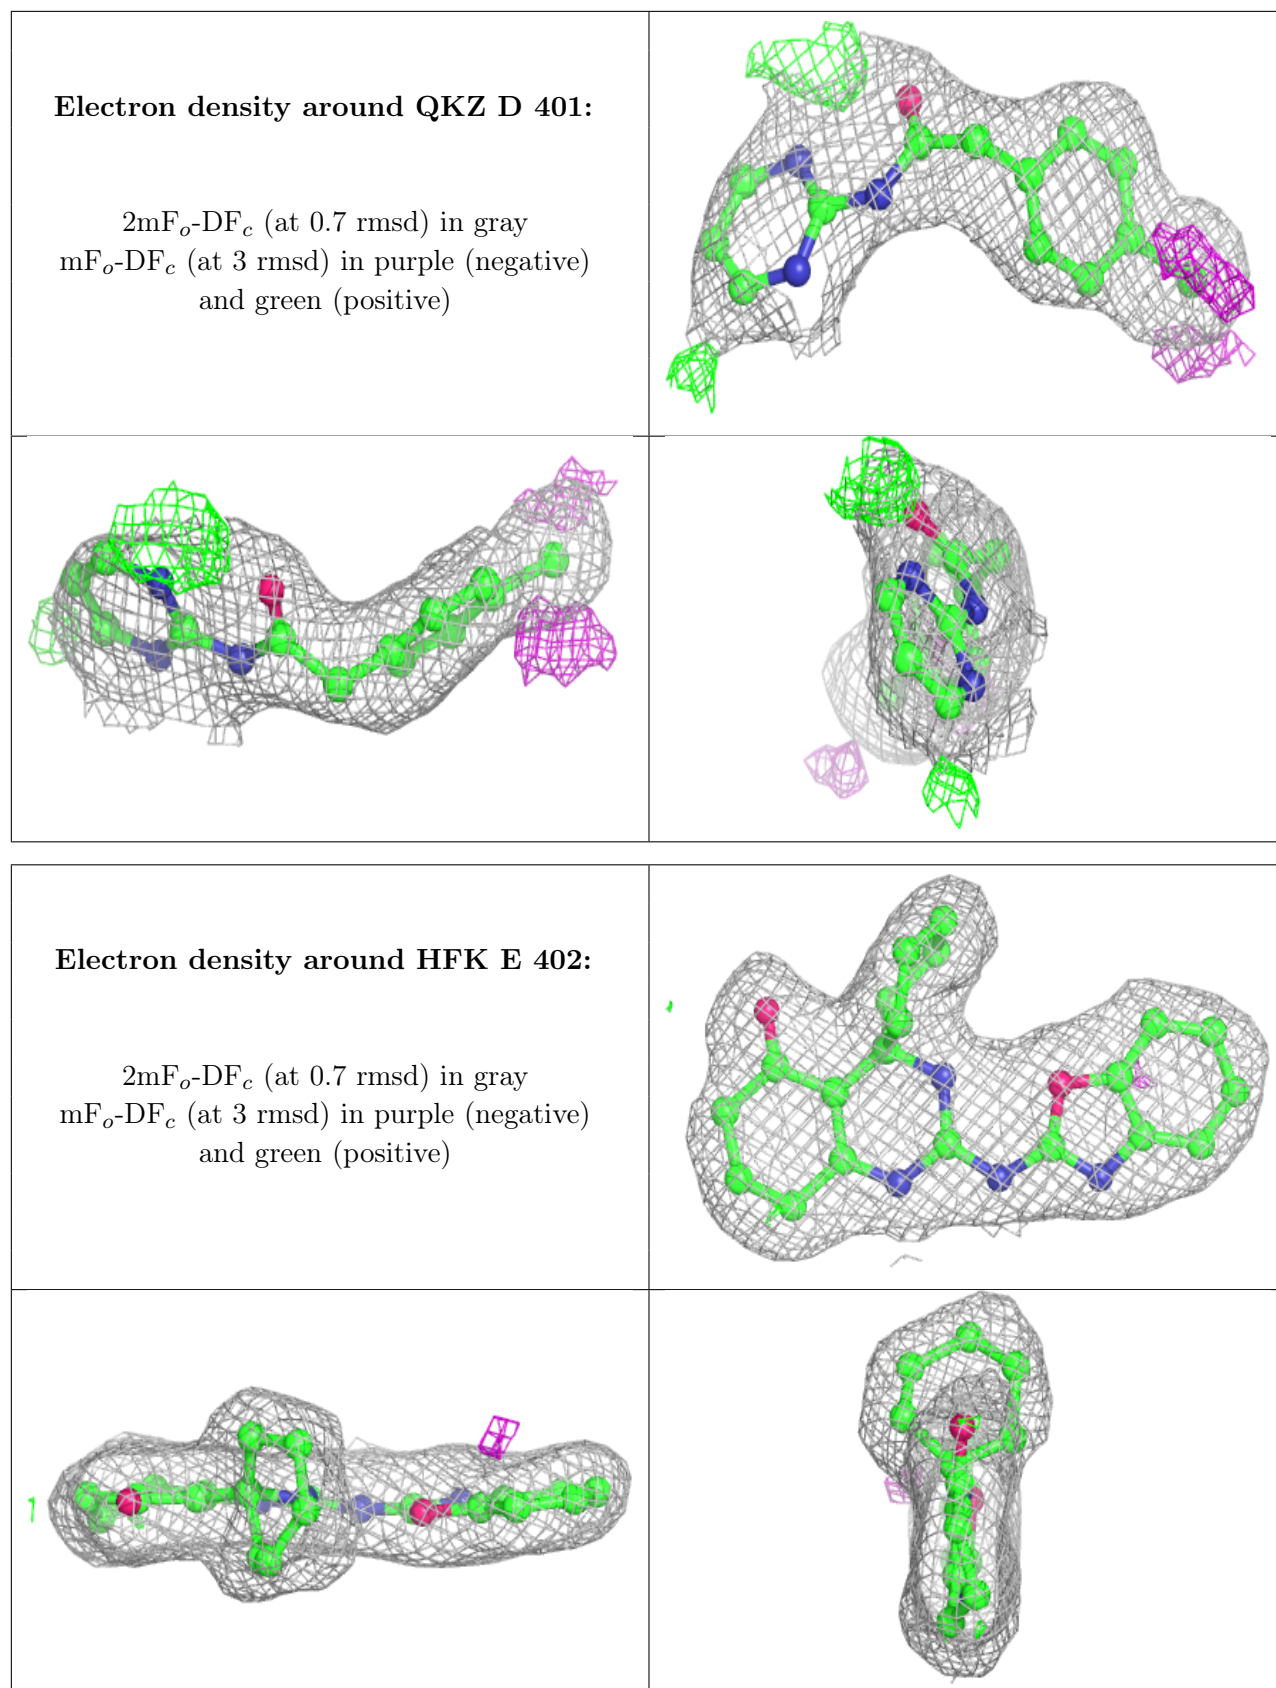 Electron density around QKZ D 401:
2mFo-DFc (at 0.7 rmsd) in gray
mFo-DFc (at 3 rmsd) in purple (negative)
and green (positive)
Electron density around HFK E 402:
2mFo-DFc (at 0.7 rmsd) in gray
mFo-DFc (at 3 rmsd) in purple (negative)
and green (positive)